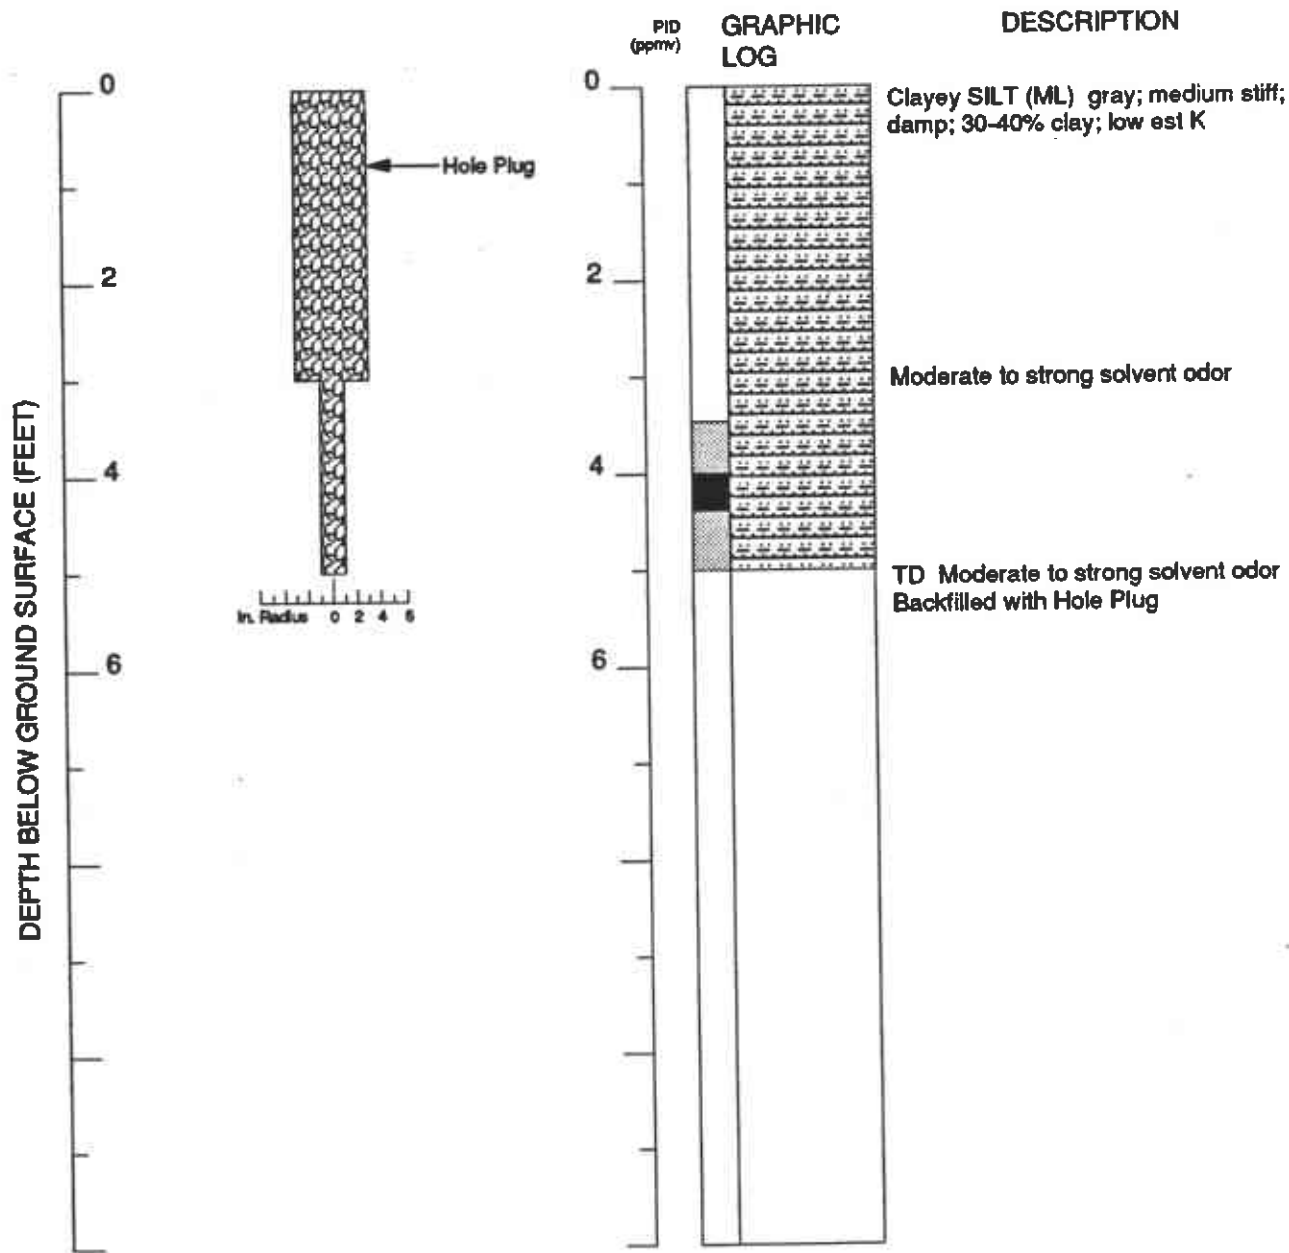 PID
(ppmv)
GRAPHIC
LOG
DESCRIPTION
DEPTH BELOW GROUND SURFACE (FEET)
0
2
4
6
Hole Plug
In. Radius 0 2 4 6
0
2
4
6
Clayey SILT (ML) gray; medium stiff;
damp; 30-40% clay; low est K
Moderate to strong solvent odor
TD Moderate to strong solvent odor
Backfilled with Hole Plug